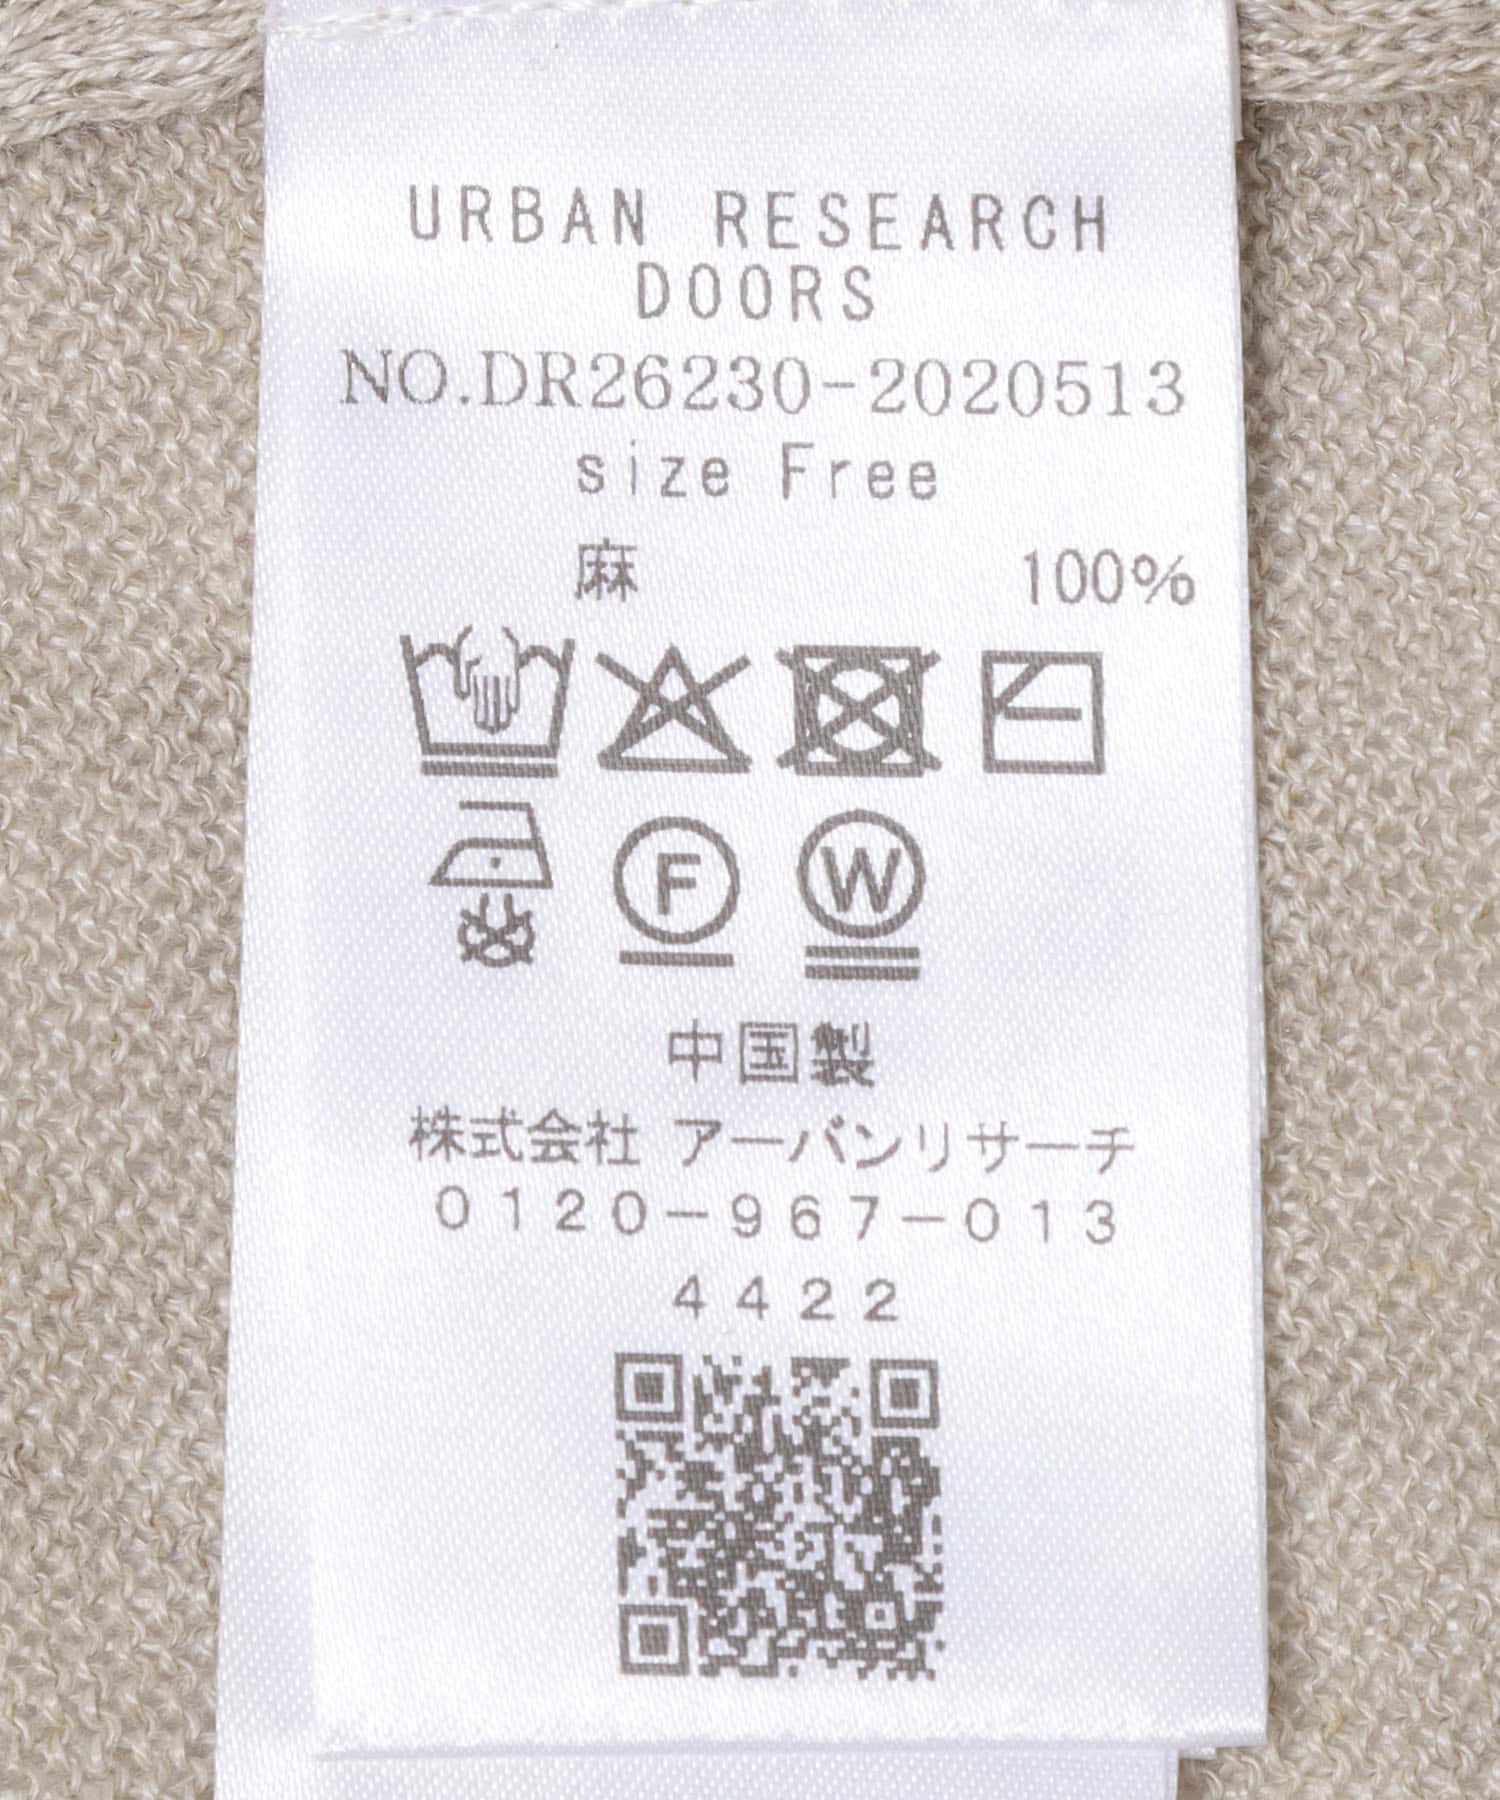 URBAN RESEARCH
DOORS
NO.DR26230-2020513
size Free
麻 100%
F W
中国製
株式会社 アーバンリサーチ
0120-967-013
4422